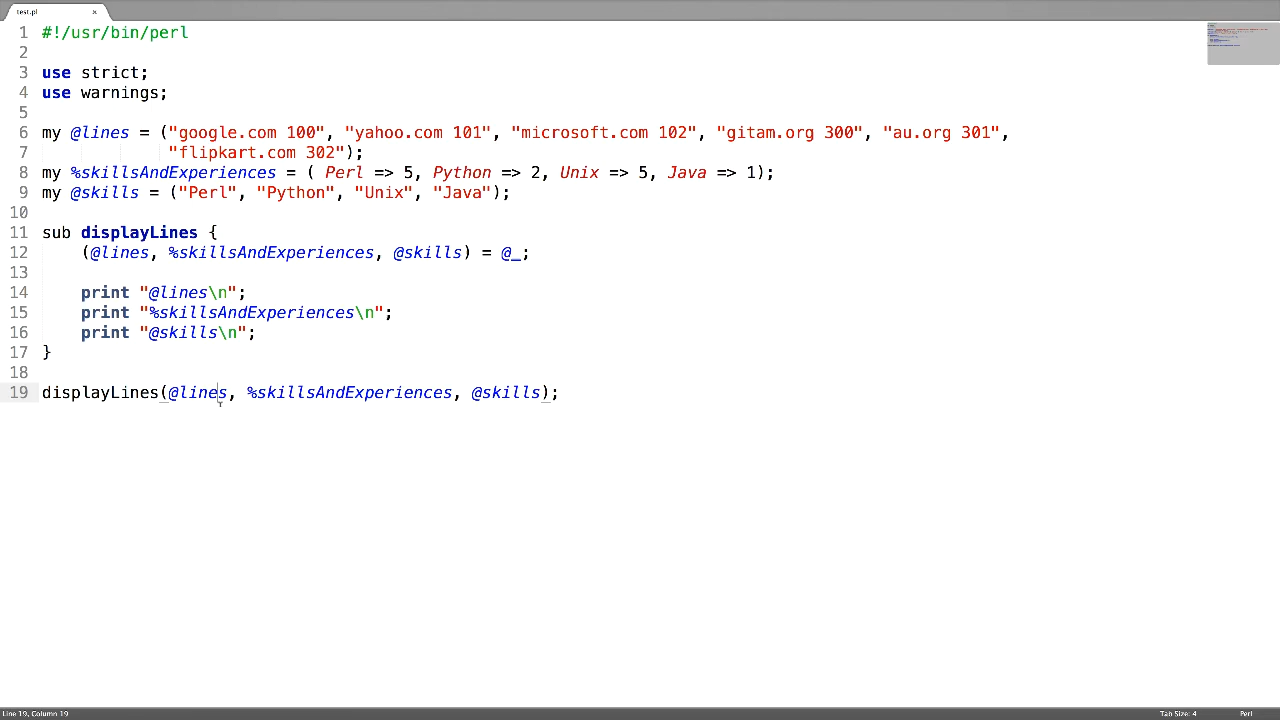 test.pl ×
1 #!/usr/bin/perl
2
3 use strict;
4 use warnings;
5
6 my @lines = ("google.com 100", "yahoo.com 101", "microsoft.com 102", "gitam.org 300", "au.org 301",
7 "flipkart.com 302");
8 my %skillsAndExperiences = ( Perl => 5, Python => 2, Unix => 5, Java => 1);
9 my @skills = ("Perl", "Python", "Unix", "Java");
10
11 sub displayLines {
12 (@lines, %skillsAndExperiences, @skills) = @_;
13
14 print "@lines\n";
15 print "%skillsAndExperiences\n";
16 print "@skills\n";
17 }
18
19 displayLines(@lines, %skillsAndExperiences, @skills);
Line 19, Column 19 Tab Size: 4 Perl